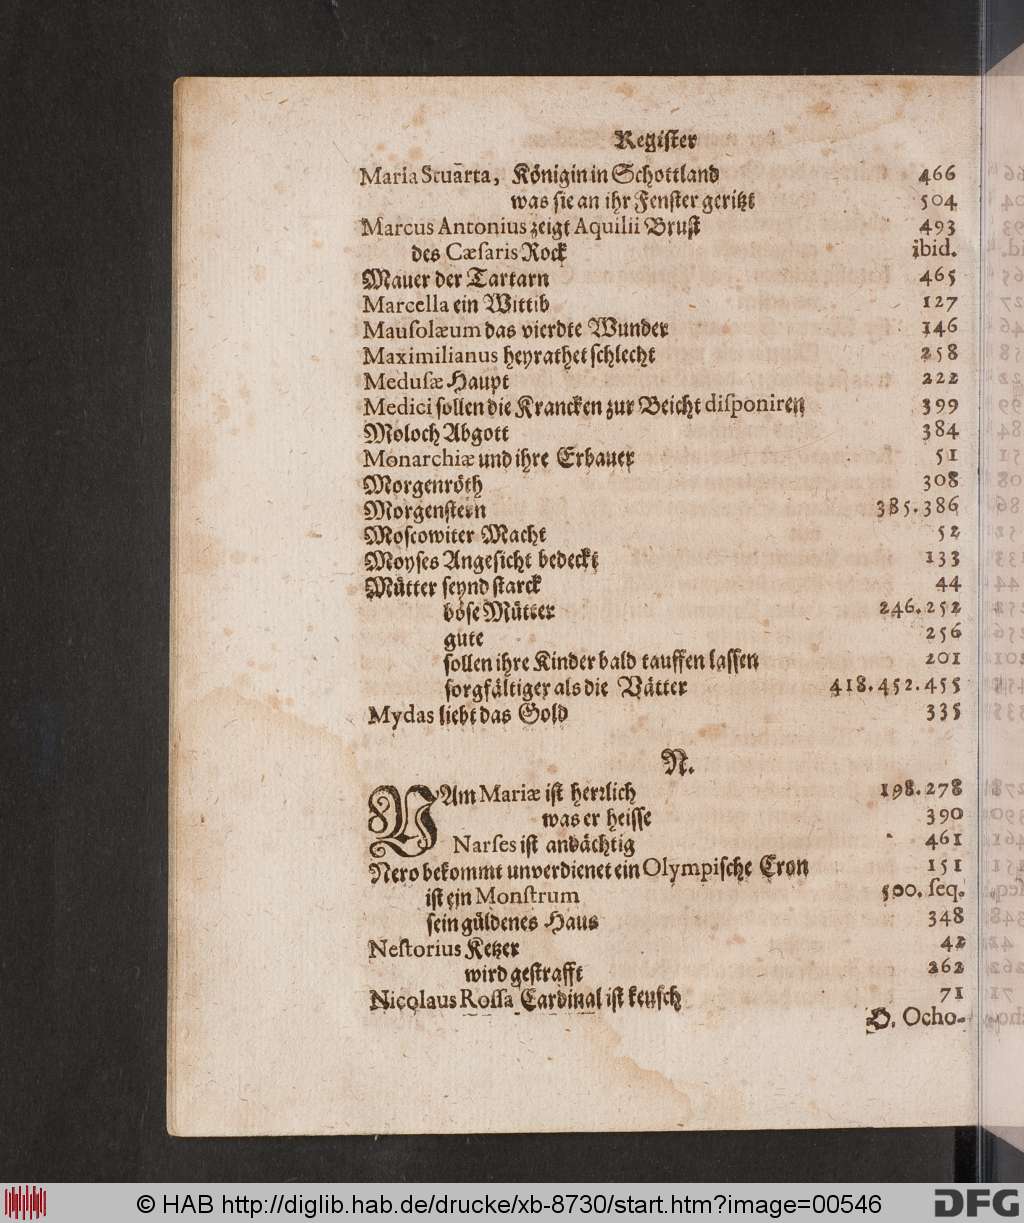 Regiſter
Maria Stuārta, Königin in Schottland 466
was ſie an ihr Fenſter geritzt 504
Marcus Antonius zeigt Aquilii Bruſt 493
des Cæſaris Rock ibid.
Mauer der Tartarn 465
Marcella ein Wittib 127
Mauſolæum das vierdte Wunder 146
Maximilianus heyrathet ſchlecht 258
Meduſæ Haupt 222
Medici ſollen die Krancken zur Beicht diſponiren 399
Moloch Abgott 384
Monarchiæ und ihre Erbauer 51
Morgenröth 308
Morgenſtern 385.386
Moſcowiter Macht 52
Moyſes Angeſicht bedeckt 133
Mütter ſeynd ſtarck 44
böſe Mütter 246.252
gute 256
ſollen ihre Kinder bald tauffen laſſen 201
ſorgfältiger als die Vätter 418.452.455
Mydas liebt das Gold 335
N.
NAm Mariæ iſt herrlich 198.278
was er heiſſe 390
Narſes iſt andächtig 461
Nero bekommt unverdienet ein Olympiſche Cron 151
iſt ein Monſtrum 500. ſeq.
ſein güldenes Haus 348
Neſtorius Ketzer 42
wird geſtrafft 262
Nicolaus Roſſa Cardinal iſt keuſch 71
O. Ocho-
© HAB http://diglib.hab.de/drucke/xb-8730/start.htm?image=00546
DFG